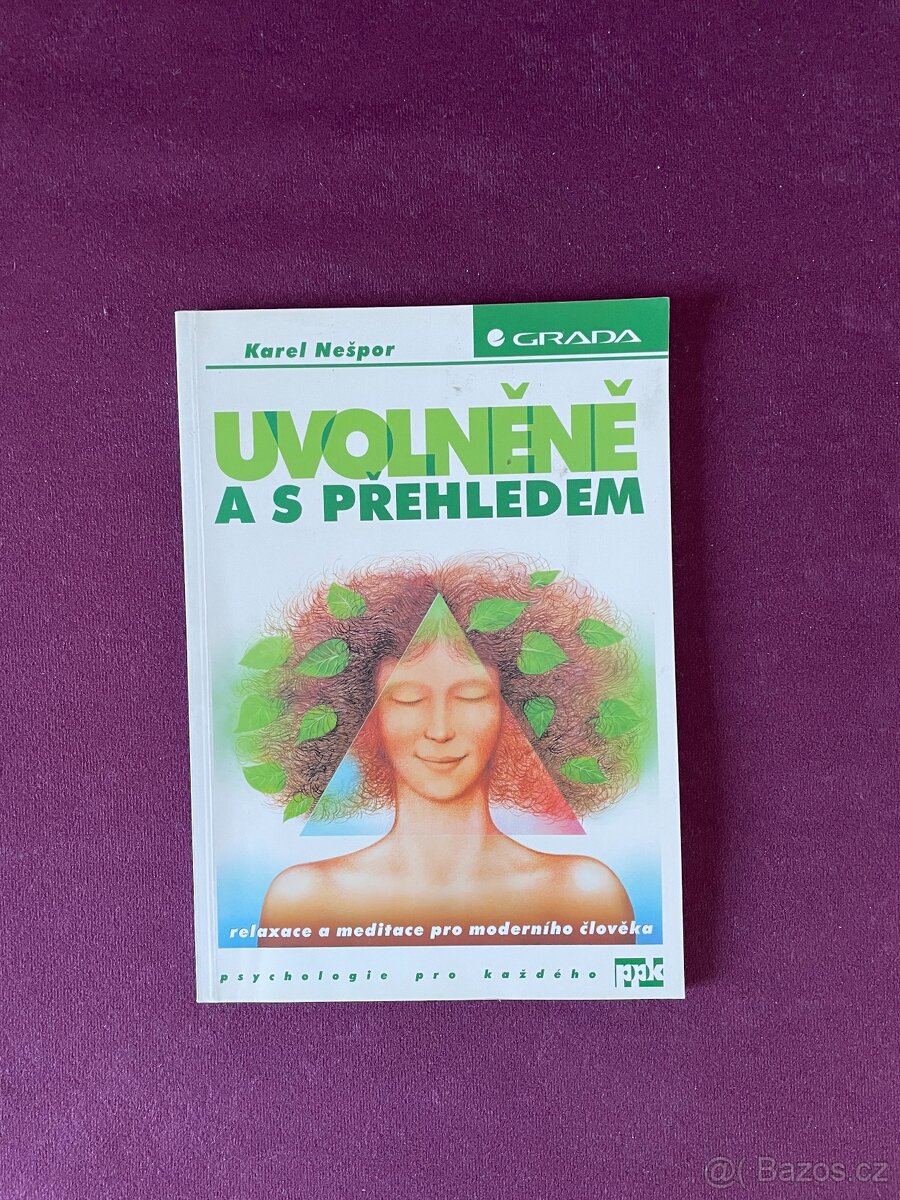 Karel Nešpor
GRADA
UVOLNĚNĚ
A S PŘEHLEDEM
relaxace a meditace pro moderního člověka
psychologie pro každého
ppk
@( Bazos.cz